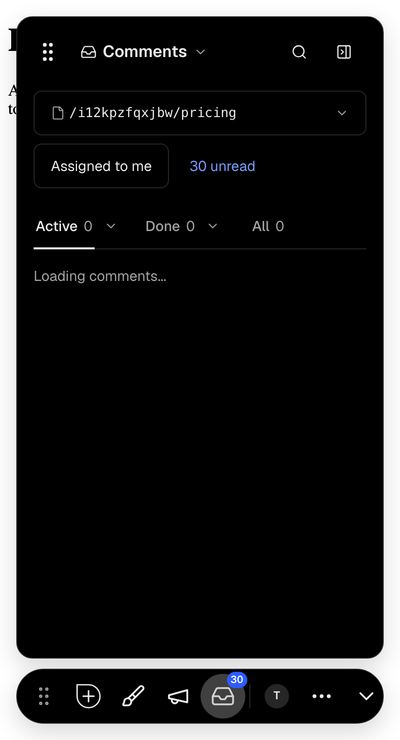 Comments
/i12kpzfqxjbw/pricing
Assigned to me 30 unread
Active 0 Done 0 All 0
Loading comments...
30
T